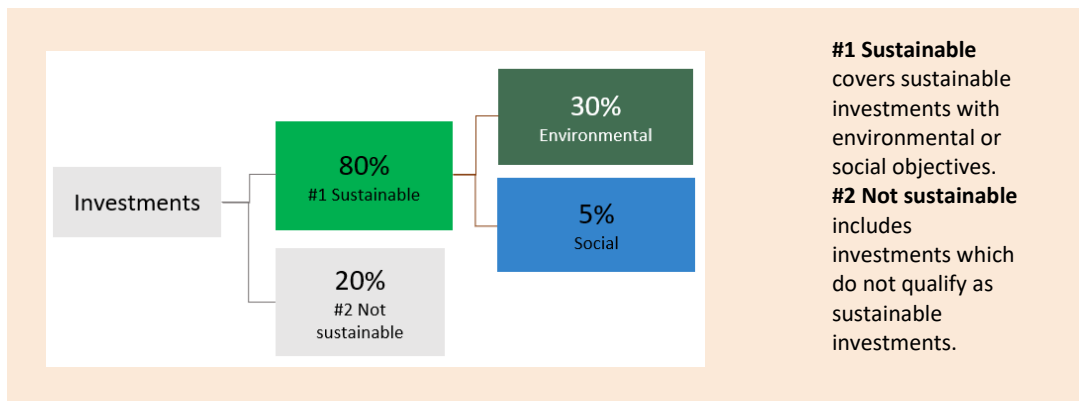 Investments
80%
#1 Sustainable
20%
#2 Not
sustainable
30%
Environmental
5%
Social
#1 Sustainable
covers sustainable
investments with
environmental or
social objectives.
#2 Not sustainable
includes
investments which
do not qualify as
sustainable
investments.